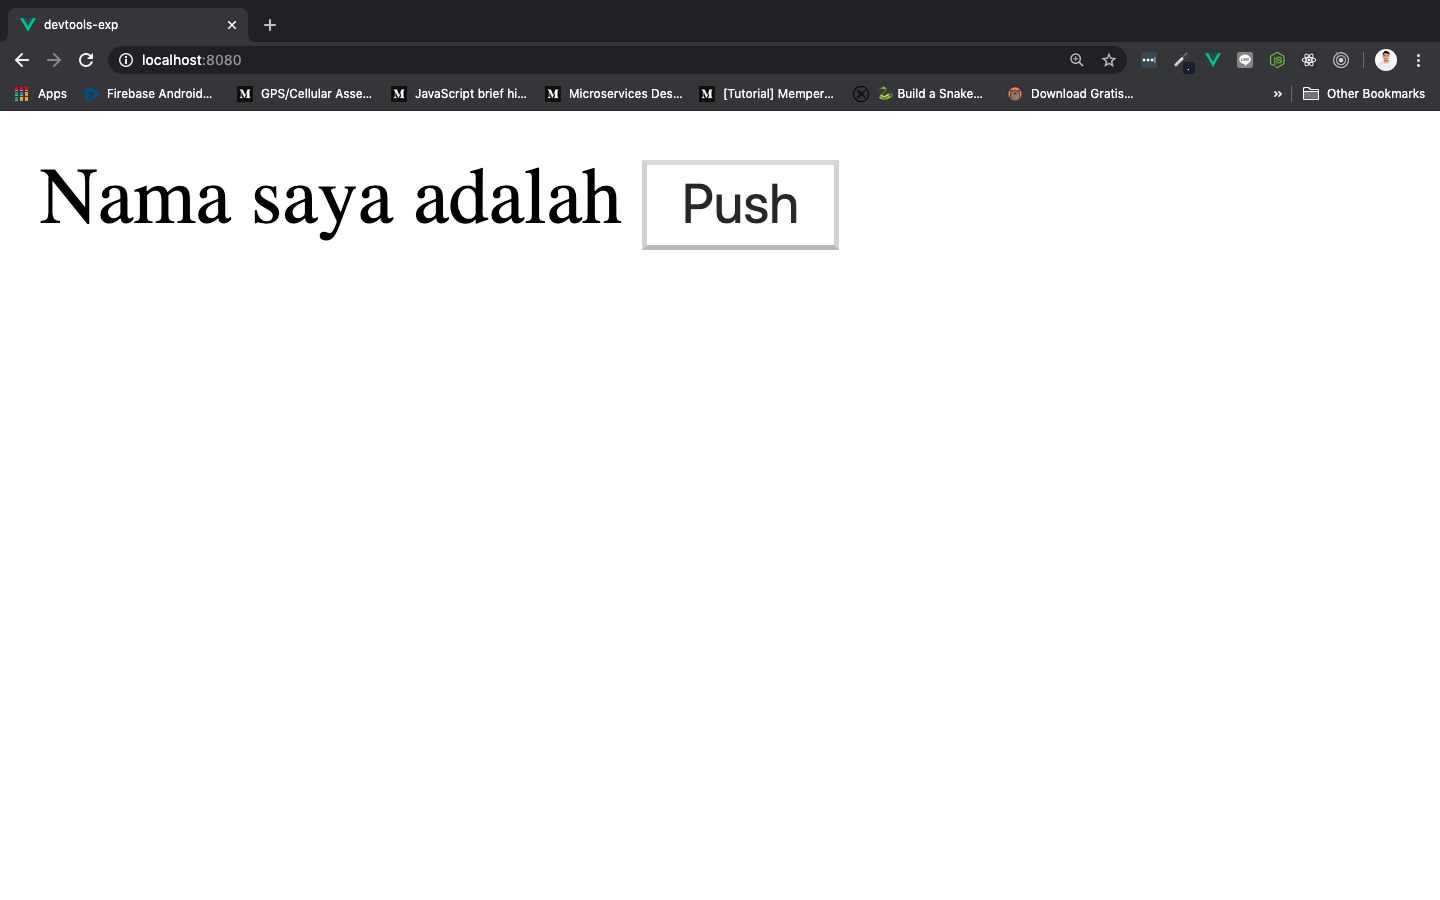 devtools-exp
localhost:8080
Apps Firebase Android... GPS/Cellular Asse... JavaScript brief hi... Microservices Des... [Tutorial] Memper... Build a Snake... Download Gratis... » Other Bookmarks
Nama saya adalah Push